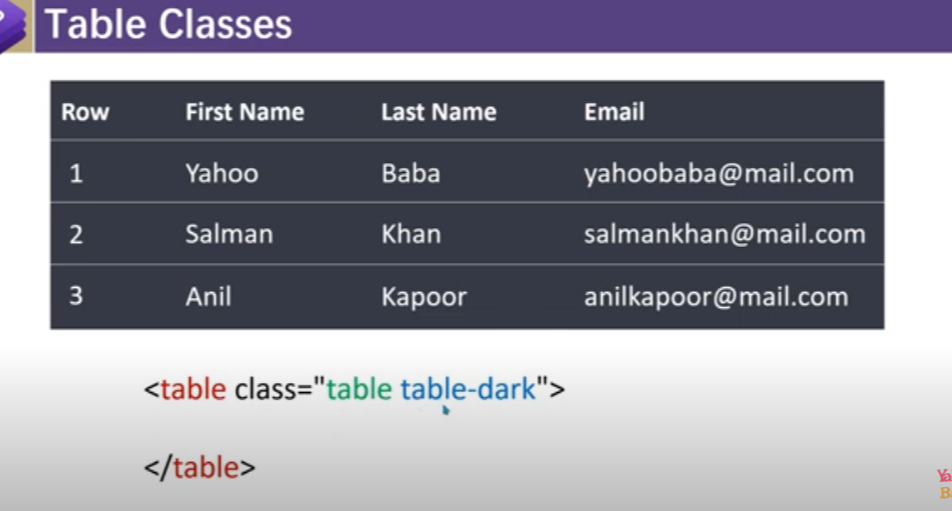 Table Classes
Row First Name Last Name Email
1 Yahoo Baba yahoobaba@mail.com
2 Salman Khan salmankhan@mail.com
3 Anil Kapoor anilkapoor@mail.com
<table class="table table-dark">
</table>